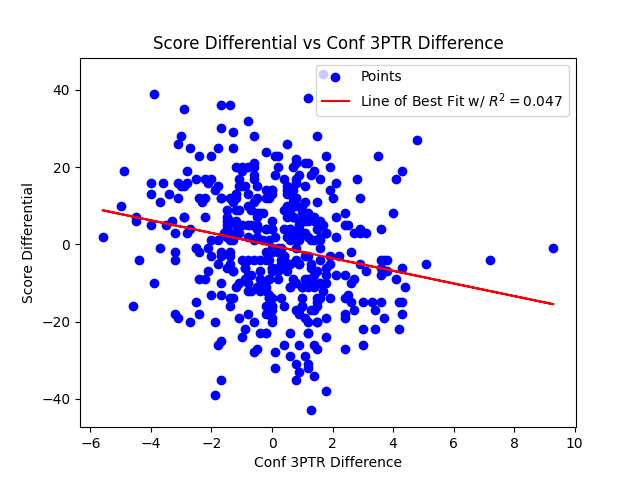 Score Differential vs Conf 3PTR Difference
Points
Line of Best Fit w/ R² = 0.047
Score Differential
40
20
0
−20
−40
−6 −4 −2 0 2 4 6 8 10
Conf 3PTR Difference